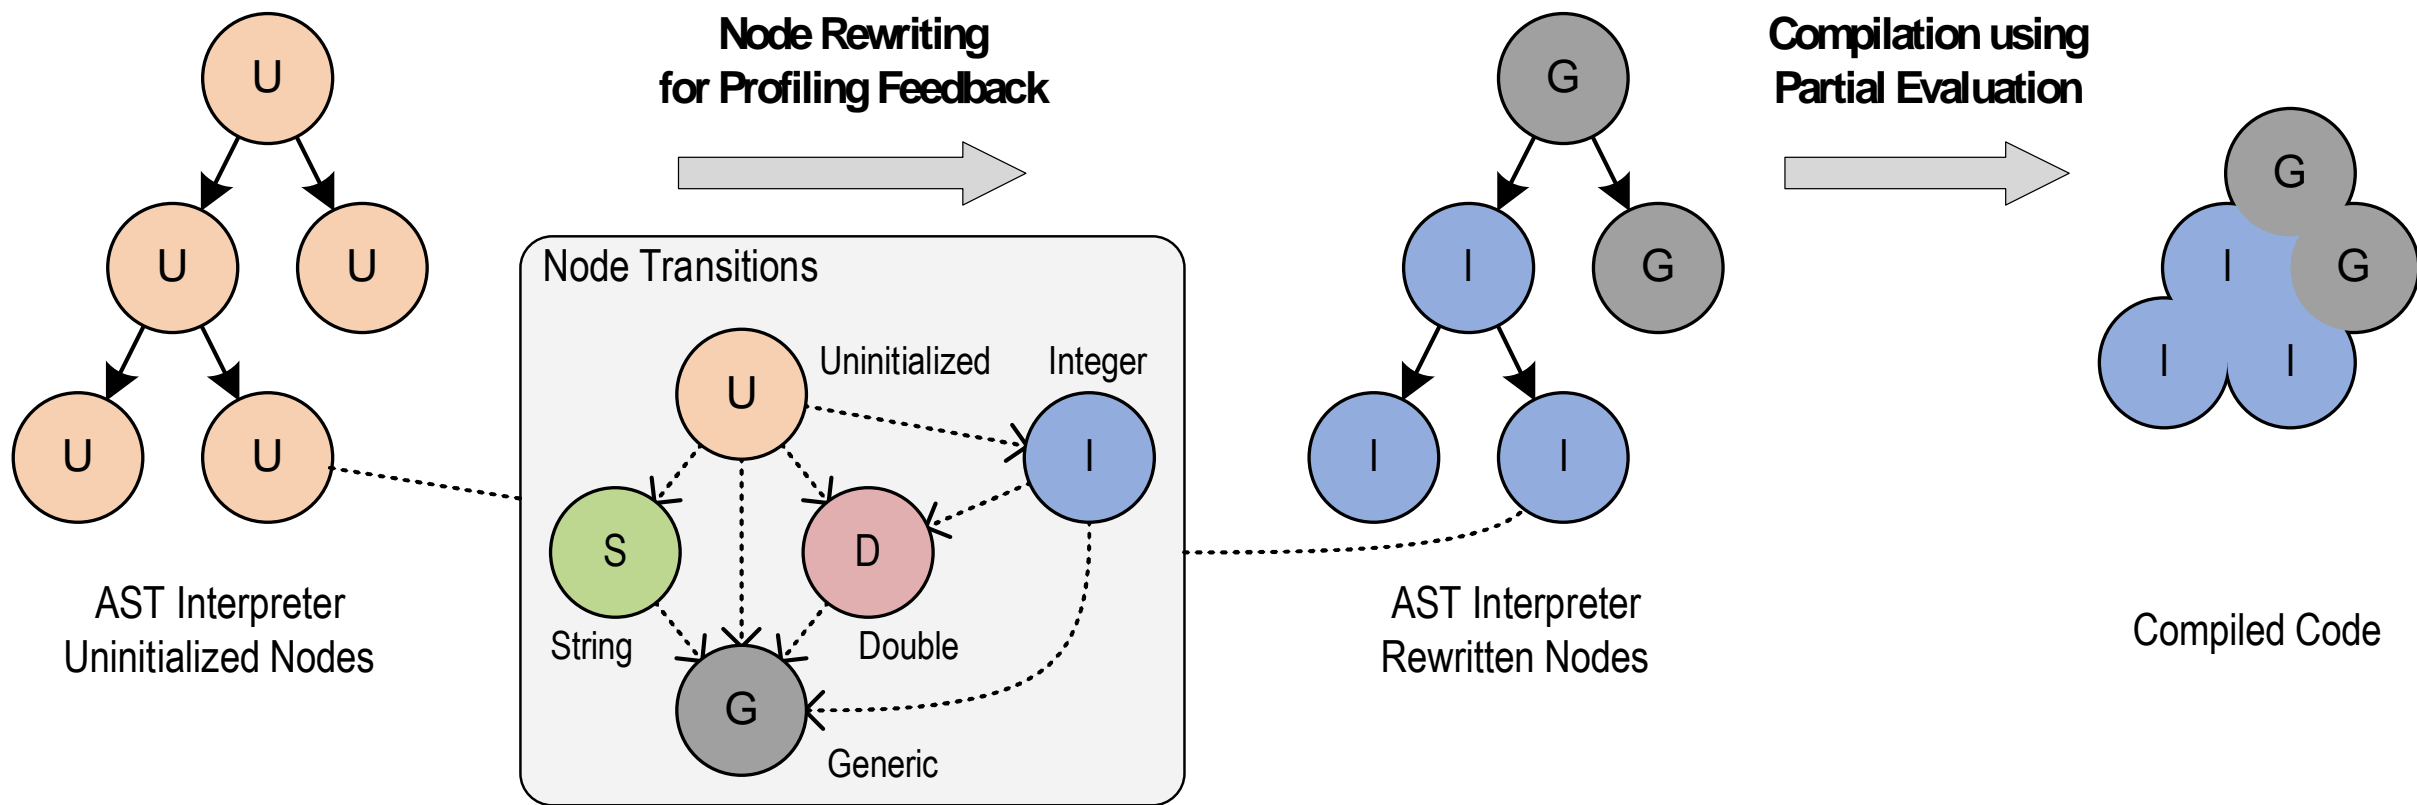 U
U
U
U
U
AST Interpreter
Uninitialized Nodes
Node Rewriting
for Profiling Feedback
Node Transitions
U
Uninitialized
Integer
I
S
D
String
Double
G
Generic
G
I
G
I
I
AST Interpreter
Rewritten Nodes
Compilation using
Partial Evaluation
G
I
G
I
I
Compiled Code